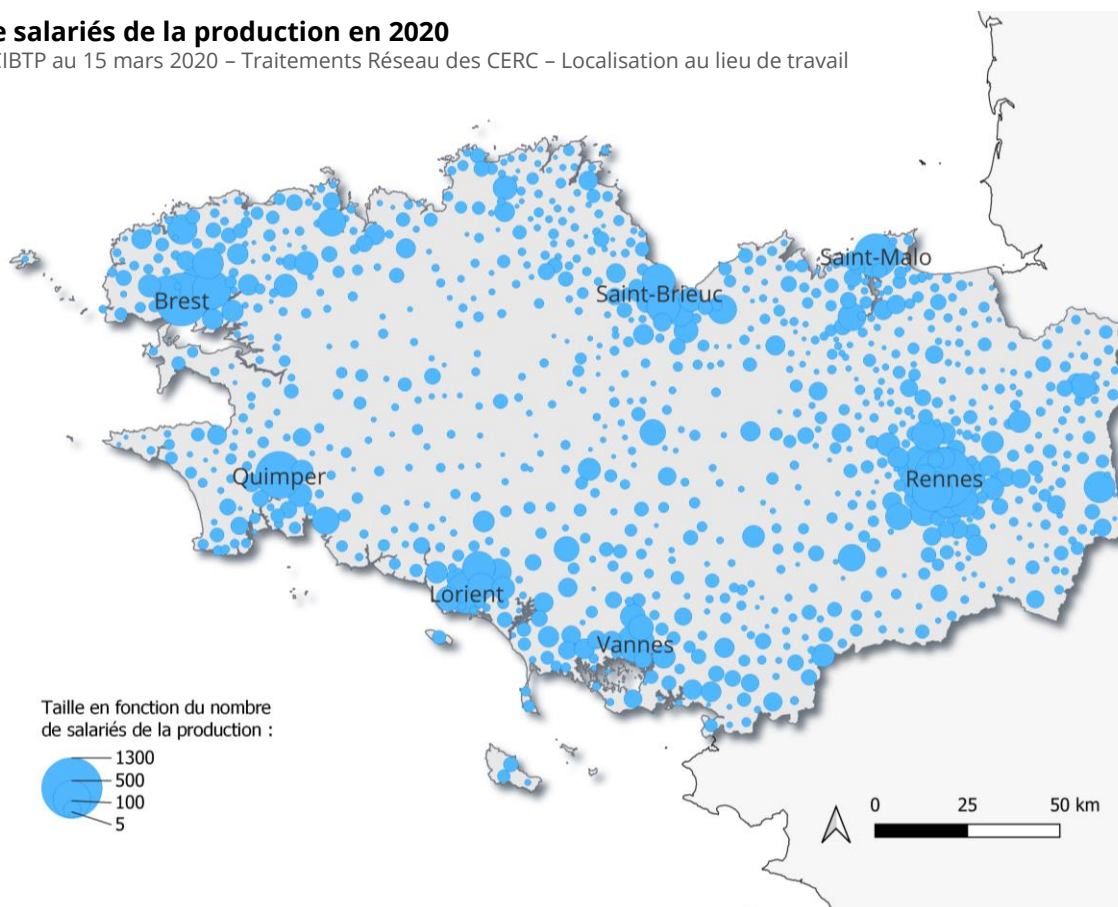 e salariés de la production en 2020
CIBTP au 15 mars 2020 – Traitements Réseau des CERC – Localisation au lieu de travail
Saint-Malo
Saint-Brieuc
Brest
Quimper
Rennes
Lorient
Vannes
Taille en fonction du nombre
de salariés de la production :
1300
500
100
5
0 25 50 km